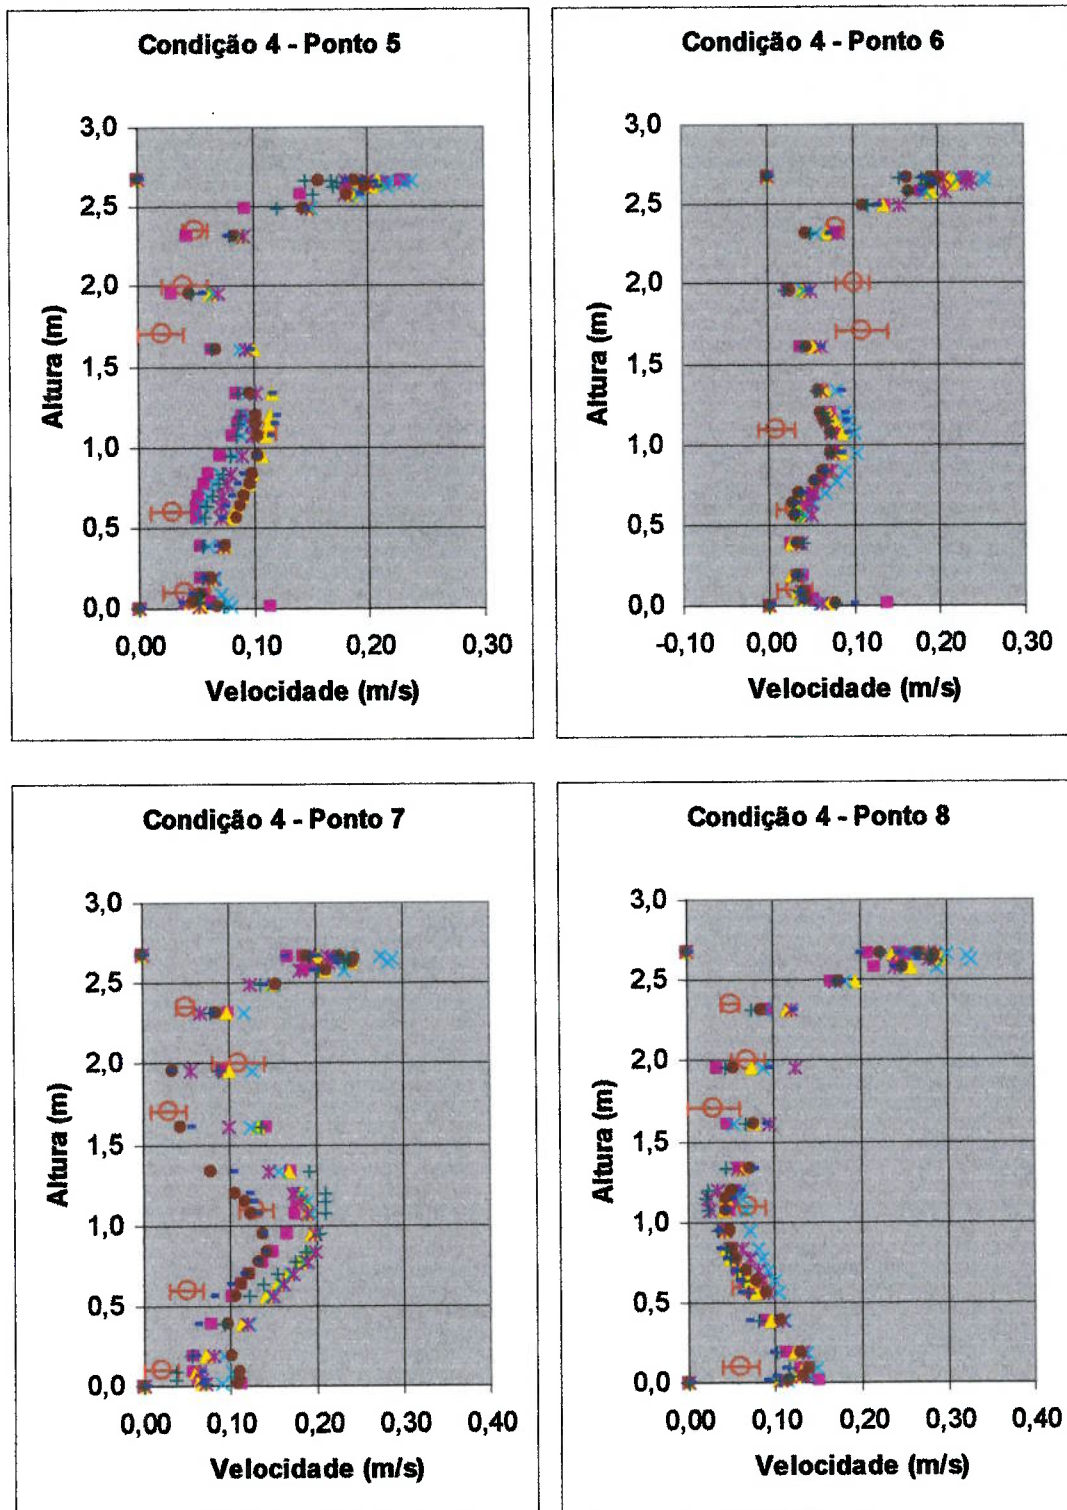 Condição 4 - Ponto 5
3,0
2,5
2,0
1,5
1,0
0,5
0,0
Altura (m)
0,00 0,10 0,20 0,30
Velocidade (m/s)
Condição 4 - Ponto 6
3,0
2,5
2,0
1,5
1,0
0,5
0,0
Altura (m)
-0,10 0,00 0,10 0,20 0,30
Velocidade (m/s)
Condição 4 - Ponto 7
3,0
2,5
2,0
1,5
1,0
0,5
0,0
Altura (m)
0,00 0,10 0,20 0,30 0,40
Velocidade (m/s)
Condição 4 - Ponto 8
3,0
2,5
2,0
1,5
1,0
0,5
0,0
Altura (m)
0,00 0,10 0,20 0,30 0,40
Velocidade (m/s)